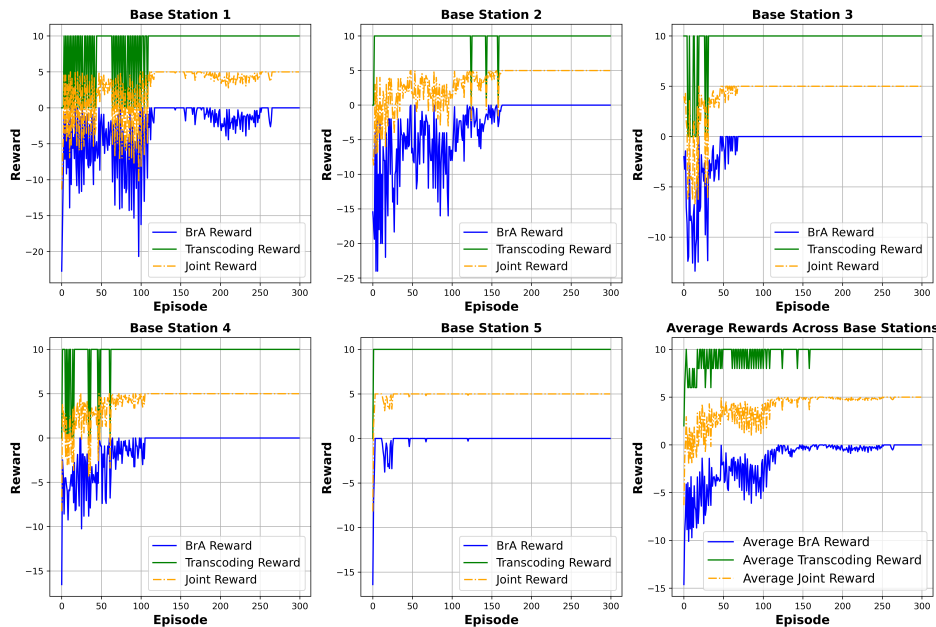 Base Station 1
10
5
0
−5
−10
−15
−20
Reward
0
50
100
150
200
250
300
Episode
BrA Reward
Transcoding Reward
Joint Reward
Base Station 2
10
5
0
−5
−10
−15
−20
−25
Reward
0
50
100
150
200
250
300
Episode
BrA Reward
Transcoding Reward
Joint Reward
Base Station 3
10
5
0
−5
−10
Reward
0
50
100
150
200
250
300
Episode
BrA Reward
Transcoding Reward
Joint Reward
Base Station 4
10
5
0
−5
−10
−15
Reward
0
50
100
150
200
250
300
Episode
BrA Reward
Transcoding Reward
Joint Reward
Base Station 5
10
5
0
−5
−10
−15
Reward
0
50
100
150
200
250
300
Episode
BrA Reward
Transcoding Reward
Joint Reward
Average Rewards Across Base Stations
10
5
0
−5
−10
−15
Reward
0
50
100
150
200
250
300
Episode
Average BrA Reward
Average Transcoding Reward
Average Joint Reward